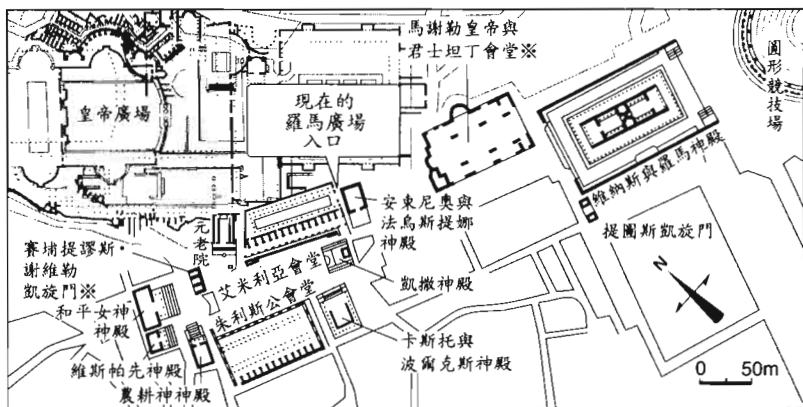 馬謝勒皇帝與
君士坦丁會堂※
圓形競技場
皇帝廣場
現在的
羅馬廣場
入口
維納斯與羅馬神殿
安東尼奧與
法烏斯提娜
神殿
提圖斯凱旋門
元老院
賽埔提謬斯·
謝維勒
凱旋門※
艾米利亞會堂
凱撒神殿
和平女神
神殿
朱利斯公會堂
卡斯托與
波爾克斯神殿
維斯帕先神殿
農耕神神殿
N
0 50m